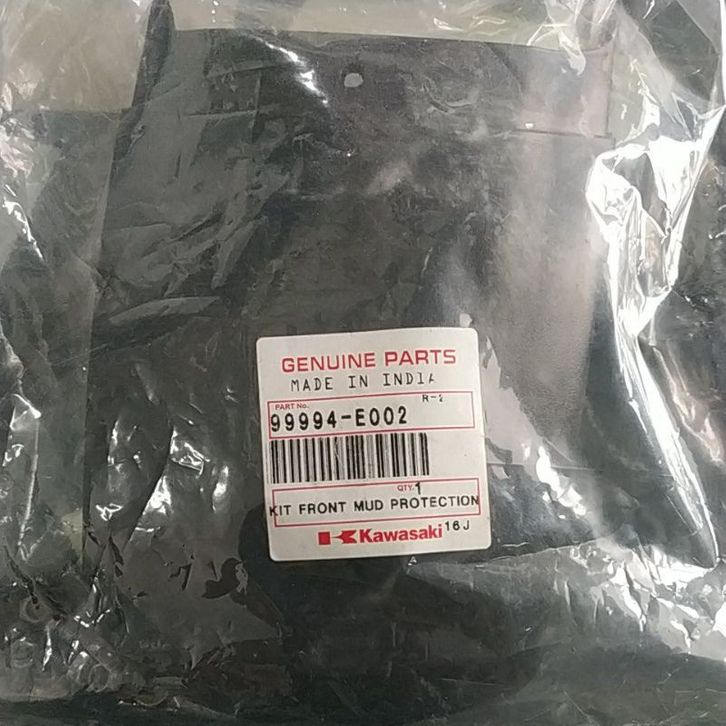 GENUINE PARTS
MADE IN INDIA
R-2
PART No.
99994-E002
QTY.1
KIT FRONT MUD PROTECTION
Kawasaki 16J
A